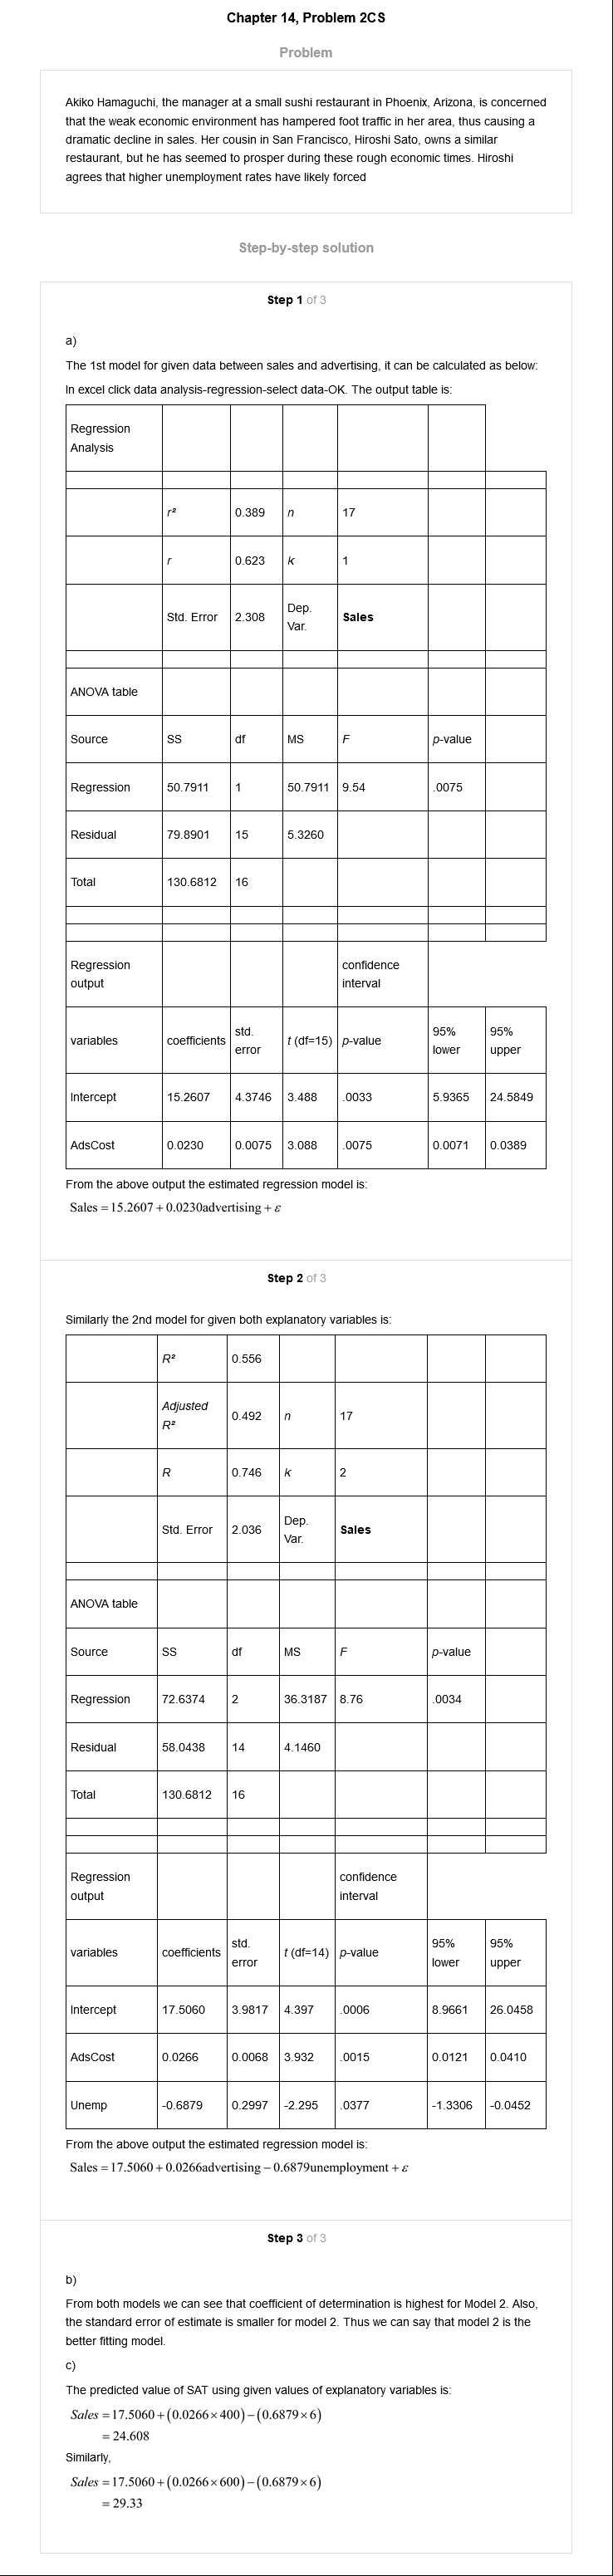 Chapter 14, Problem 2CS
Problem
Akiko Hamaguchi, the manager at a small sushi restaurant in Phoenix, Arizona, is concerned
that the weak economic environment has hampered foot traffic in her area, thus causing a
dramatic decline in sales. Her cousin in San Francisco, Hiroshi Sato, owns a similar
restaurant, but he has seemed to prosper during these rough economic times. Hiroshi
agrees that higher unemployment rates have likely forced
Step-by-step solution
Step 1 of 3
a)
The 1st model for given data between sales and advertising, it can be calculated as below:
In excel click data analysis-regression-select data-OK. The output table is:
Regression
Analysis
r² 0.389 n 17
r 0.623 k 1
Std. Error 2.308 Dep. Var. Sales
ANOVA table
Source SS df MS F p-value
Regression 50.7911 1 50.7911 9.54 .0075
Residual 79.8901 15 5.3260
Total 130.6812 16
Regression output confidence interval
variables coefficients std. error t (df=15) p-value 95% lower 95% upper
Intercept 15.2607 4.3746 3.488 .0033 5.9365 24.5849
AdsCost 0.0230 0.0075 3.088 .0075 0.0071 0.0389
From the above output the estimated regression model is:
Sales = 15.2607 + 0.0230advertising + ε
Step 2 of 3
Similarly the 2nd model for given both explanatory variables is:
R² 0.556
Adjusted R² 0.492 n 17
R 0.746 k 2
Std. Error 2.036 Dep. Var. Sales
ANOVA table
Source SS df MS F p-value
Regression 72.6374 2 36.3187 8.76 .0034
Residual 58.0438 14 4.1460
Total 130.6812 16
Regression output confidence interval
variables coefficients std. error t (df=14) p-value 95% lower 95% upper
Intercept 17.5060 3.9817 4.397 .0006 8.9661 26.0458
AdsCost 0.0266 0.0068 3.932 .0015 0.0121 0.0410
Unemp -0.6879 0.2997 -2.295 .0377 -1.3306 -0.0452
From the above output the estimated regression model is:
Sales = 17.5060 + 0.0266advertising − 0.6879unemployment + ε
Step 3 of 3
b)
From both models we can see that coefficient of determination is highest for Model 2. Also,
the standard error of estimate is smaller for model 2. Thus we can say that model 2 is the
better fitting model.
c)
The predicted value of SAT using given values of explanatory variables is:
Sales = 17.5060 + (0.0266 × 400) − (0.6879 × 6)
= 24.608
Similarly,
Sales = 17.5060 + (0.0266 × 600) − (0.6879 × 6)
= 29.33